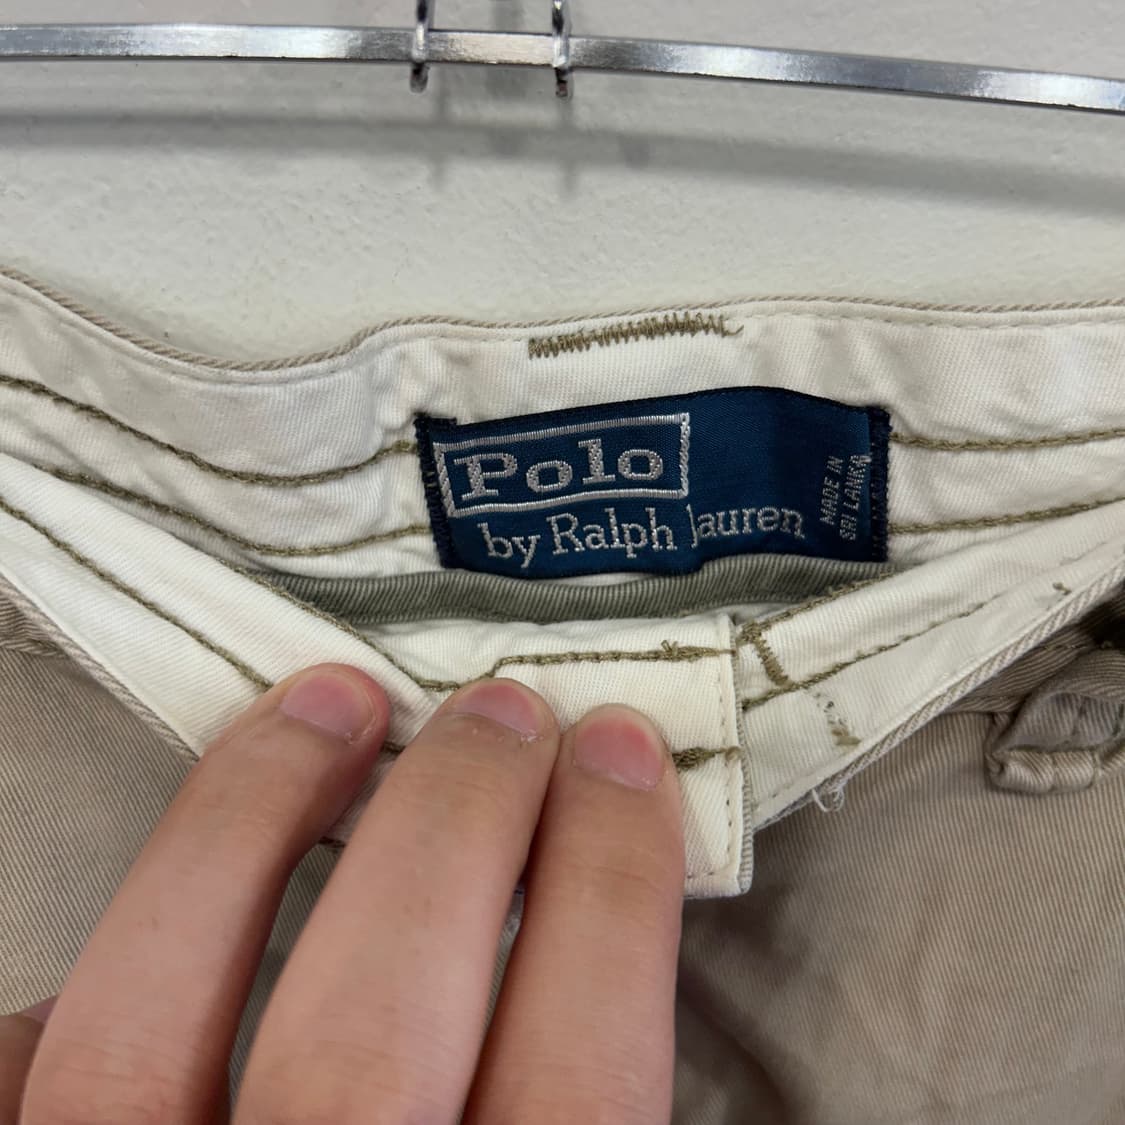 Polo
by Ralph Lauren
MADE IN
SRI LANKA